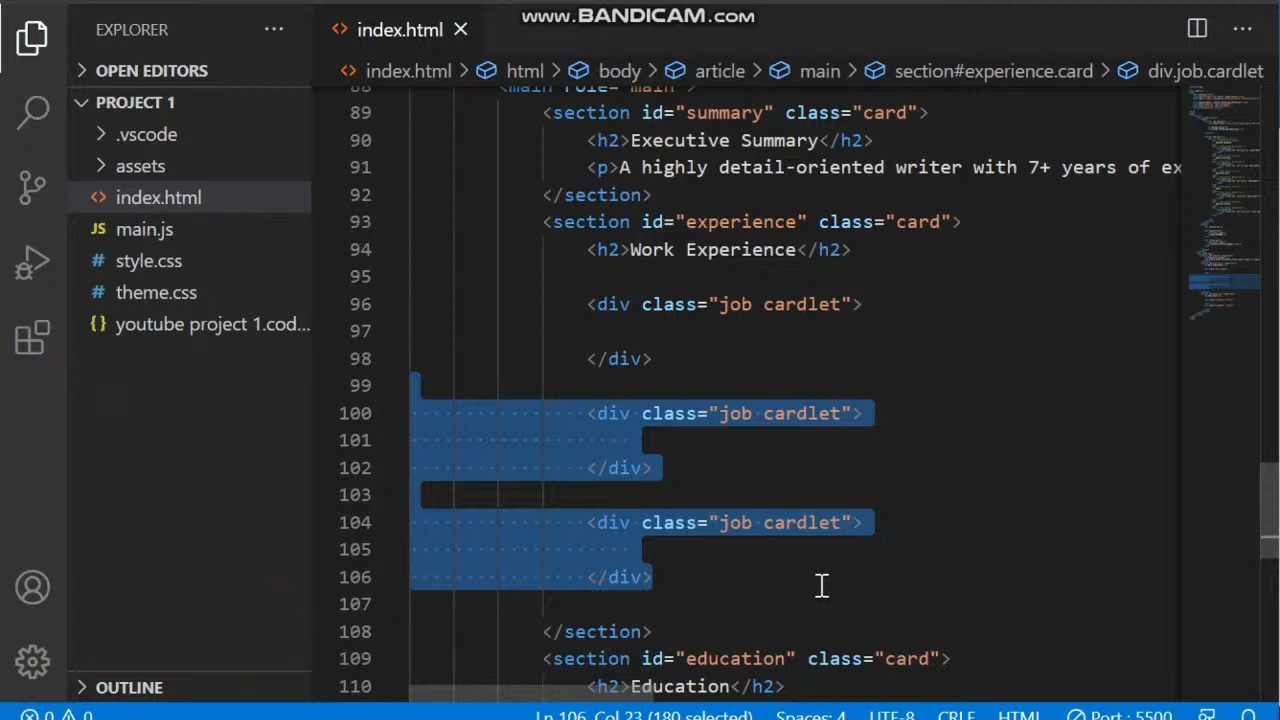 www.BANDICAM.com
EXPLORER
index.html
OPEN EDITORS
index.html > html > body > article > main > section#experience.card > div.job.cardlet
PROJECT 1
.vscode
assets
index.html
main.js
style.css
theme.css
youtube project 1.cod...
88 <main role="main">
89 <section id="summary" class="card">
90 <h2>Executive Summary</h2>
91 <p>A highly detail-oriented writer with 7+ years of ex
92 </section>
93 <section id="experience" class="card">
94 <h2>Work Experience</h2>
95
96 <div class="job cardlet">
97
98 </div>
99
100 <div class="job cardlet">
101
102 </div>
103
104 <div class="job cardlet">
105
106 </div>
107
108 </section>
109 <section id="education" class="card">
110 <h2>Education</h2>
OUTLINE
0 0 Ln 106, Col 23 (180 selected) Spaces: 4 UTF-8 CRLF HTML Port : 5500